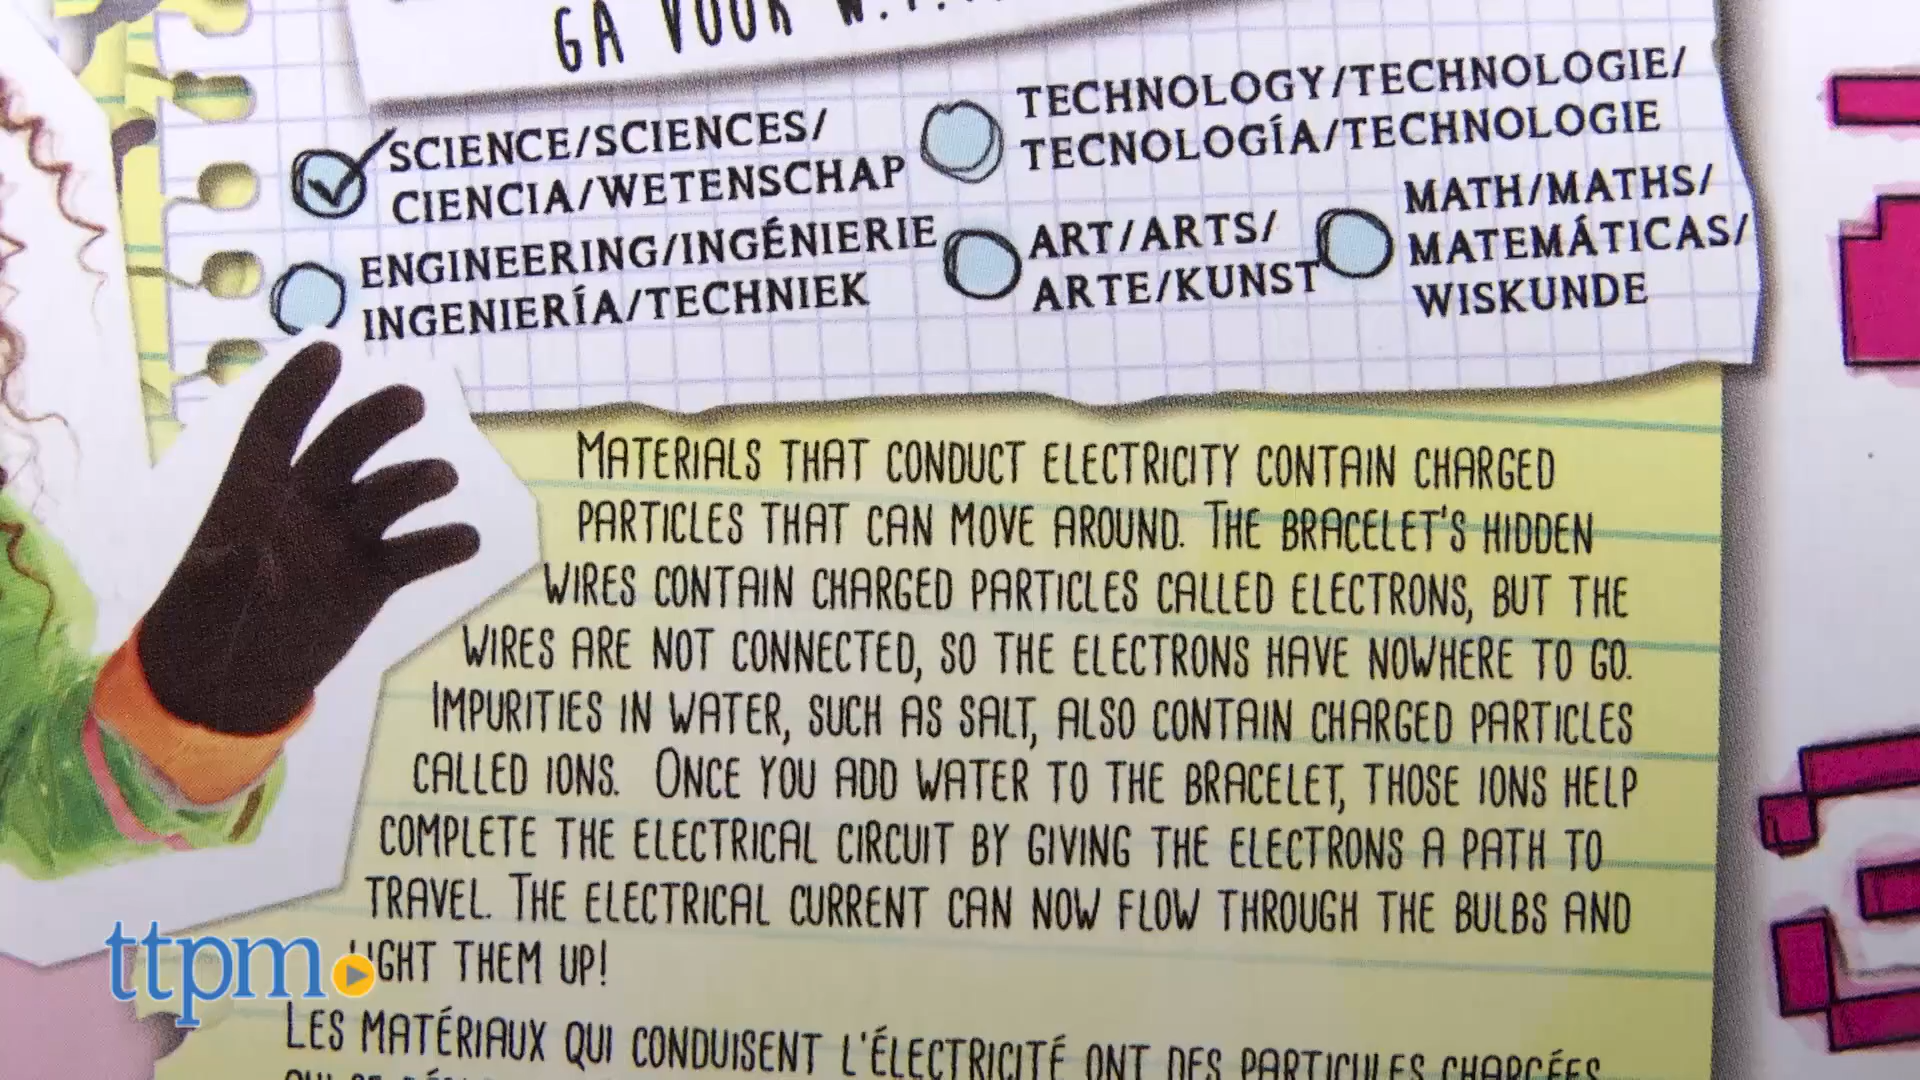 GA VOOR
SCIENCE/SCIENCES/
CIENCIA/WETENSCHAP
TECHNOLOGY/TECHNOLOGIE/
TECNOLOGÍA/TECHNOLOGIE
ENGINEERING/INGÉNIERIE
INGENIERÍA/TECHNIEK
ART/ARTS/
ARTE/KUNST
MATH/MATHS/
MATEMÁTICAS/
WISKUNDE
MATERIALS THAT CONDUCT ELECTRICITY CONTAIN CHARGED
PARTICLES THAT CAN MOVE AROUND. THE BRACELET'S HIDDEN
WIRES CONTAIN CHARGED PARTICLES CALLED ELECTRONS, BUT THE
WIRES ARE NOT CONNECTED, SO THE ELECTRONS HAVE NOWHERE TO GO.
IMPURITIES IN WATER, SUCH AS SALT, ALSO CONTAIN CHARGED PARTICLES
CALLED IONS. ONCE YOU ADD WATER TO THE BRACELET, THOSE IONS HELP
COMPLETE THE ELECTRICAL CIRCUIT BY GIVING THE ELECTRONS A PATH TO
TRAVEL. THE ELECTRICAL CURRENT CAN NOW FLOW THROUGH THE BULBS AND
LIGHT THEM UP!
LES MATÉRIAUX QUI CONDUISENT L'ÉLECTRICITÉ ONT DES PARTICULES CHARGÉES
ttpm